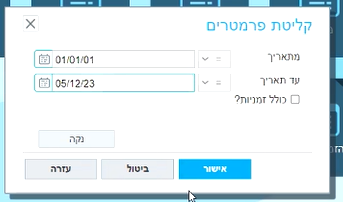 קליטת פרמטרים
מתאריך = 01/01/01
עד תאריך = 05/12/23
כולל זמניות?
נקה
אישור ביטול עזרה